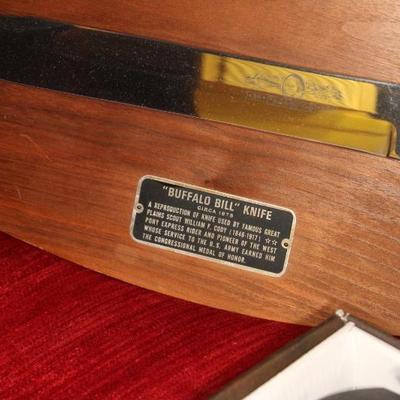 "BUFFALO BILL" KNIFE
CIRCA 1875
A REPRODUCTION OF KNIFE USED BY FAMOUS GREAT
PLAINS SCOUT WILLIAM F. CODY (1846-1917) ☆☆
PONY EXPRESS RIDER AND PIONEER OF THE WEST
WHOSE SERVICE TO THE U.S. ARMY EARNED HIM
THE CONGRESSIONAL MEDAL OF HONOR.